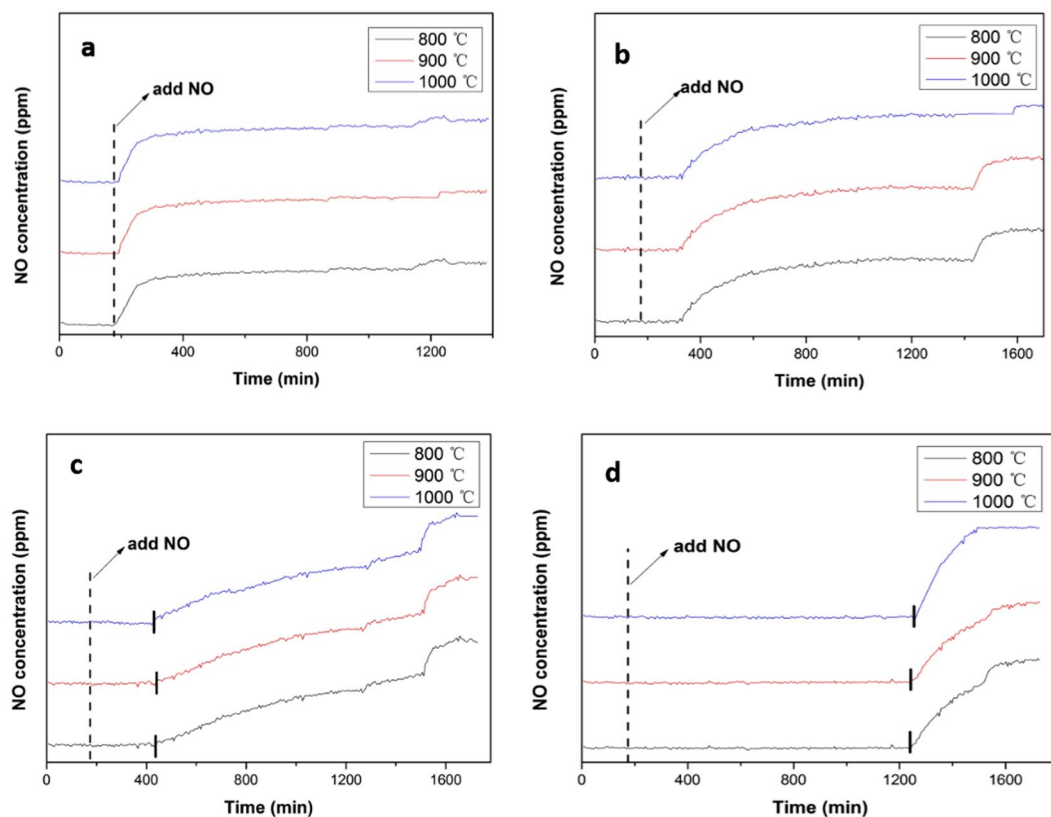 a
add NO
800 ℃
900 ℃
1000 ℃
NO concentration (ppm)
0 400 800 1200
Time (min)
b
add NO
800 ℃
900 ℃
1000 ℃
NO concentration (ppm)
0 400 800 1200 1600
Time (min)
c
add NO
800 ℃
900 ℃
1000 ℃
NO concentration (ppm)
0 400 800 1200 1600
Time (min)
d
add NO
800 ℃
900 ℃
1000 ℃
NO concentration (ppm)
0 400 800 1200 1600
Time (min)